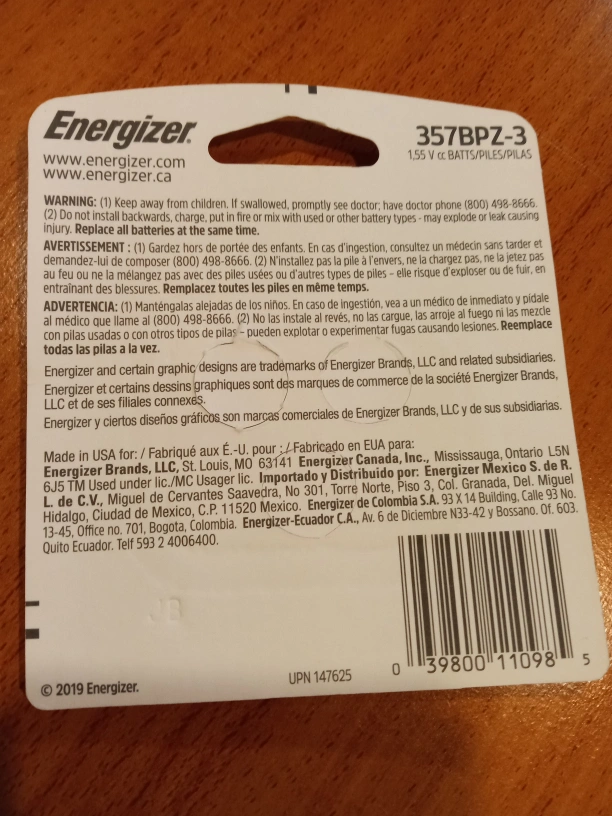 Energizer.
www.energizer.com
www.energizer.ca
357BPZ-3
1,55 V cc BATTS/PILES/PILAS
WARNING: (1) Keep away from children. If swallowed, promptly see doctor; have doctor phone (800) 498-8666.
(2) Do not install backwards, charge, put in fire or mix with used or other battery types - may explode or leak causing
injury. Replace all batteries at the same time.
AVERTISSEMENT : (1) Gardez hors de portée des enfants. En cas d'ingestion, consultez un médecin sans tarder et
demandez-lui de composer (800) 498-8666. (2) N'installez pas la pile à l'envers, ne la chargez pas, ne la jetez pas
au feu ou ne la mélangez pas avec des piles usées ou d'autres types de piles – elle risque d'exploser ou de fuir, en
entraînant des blessures. Remplacez toutes les piles en même temps.
ADVERTENCIA: (1) Manténgalas alejadas de los niños. En caso de ingestión, vea a un médico de inmediato y pídale
al médico que llame al (800) 498-8666. (2) No las instale al revés, no las cargue, las arroje al fuego ni las mezcle
con pilas usadas o con otros tipos de pilas – pueden explotar o experimentar fugas causando lesiones. Reemplace
todas las pilas a la vez.
Energizer and certain graphic designs are trademarks of Energizer Brands, LLC and related subsidiaries.
Energizer et certains dessins graphiques sont des marques de commerce de la société Energizer Brands,
LLC et de ses filiales connexes.
Energizer y ciertos diseños gráficos son marcas comerciales de Energizer Brands, LLC y de sus subsidiarias.
Made in USA for: / Fabriqué aux É.-U. pour : / Fabricado en EUA para:
Energizer Brands, LLC, St. Louis, MO 63141 Energizer Canada, Inc., Mississauga, Ontario L5N
6J5 TM Used under lic./MC Usager lic. Importado y Distribuido por: Energizer Mexico S. de R.
L. de C.V., Miguel de Cervantes Saavedra, No 301, Torre Norte, Piso 3, Col. Granada, Del. Miguel
Hidalgo, Ciudad de Mexico, C.P. 11520 Mexico. Energizer de Colombia S.A. 93 X 14 Building, Calle 93 No.
13-45, Office no. 701, Bogota, Colombia. Energizer-Ecuador C.A., Av. 6 de Diciembre N33-42 y Bossano. Of. 603.
Quito Ecuador. Telf 593 2 4006400.
JB
© 2019 Energizer.
UPN 147625
0 39800 11098 5